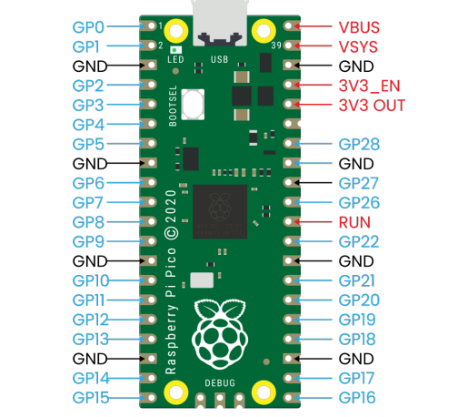 GP0
GP1
GND
GP2
GP3
GP4
GP5
GND
GP6
GP7
GP8
GP9
GND
GP10
GP11
GP12
GP13
GND
GP14
GP15
1
2
LED
USB
39
BOOTSEL
Raspberry Pi Pico © 2020
DEBUG
VBUS
VSYS
GND
3V3_EN
3V3 OUT
GP28
GND
GP27
GP26
RUN
GP22
GND
GP21
GP20
GP19
GP18
GND
GP17
GP16